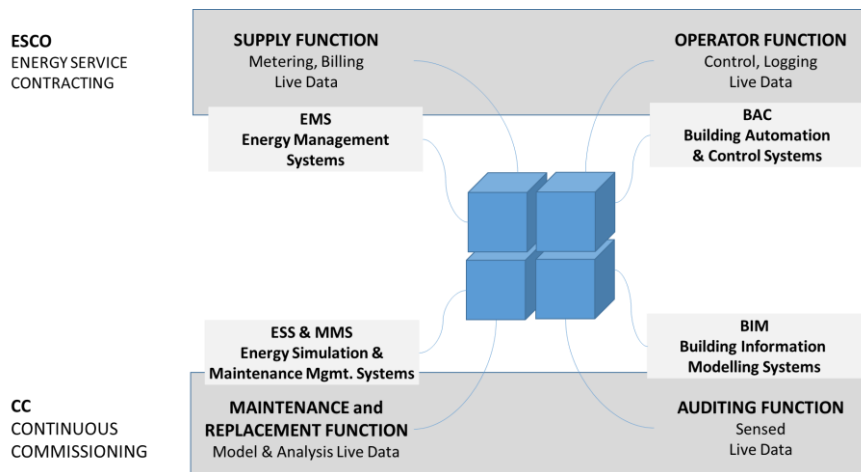 ESCO
ENERGY SERVICE
CONTRACTING
SUPPLY FUNCTION
Metering, Billing
Live Data
OPERATOR FUNCTION
Control, Logging
Live Data
EMS
Energy Management
Systems
BAC
Building Automation
& Control Systems
ESS & MMS
Energy Simulation &
Maintenance Mgmt. Systems
BIM
Building Information
Modelling Systems
CC
CONTINUOUS
COMMISSIONING
MAINTENANCE and
REPLACEMENT FUNCTION
Model & Analysis Live Data
AUDITING FUNCTION
Sensed
Live Data